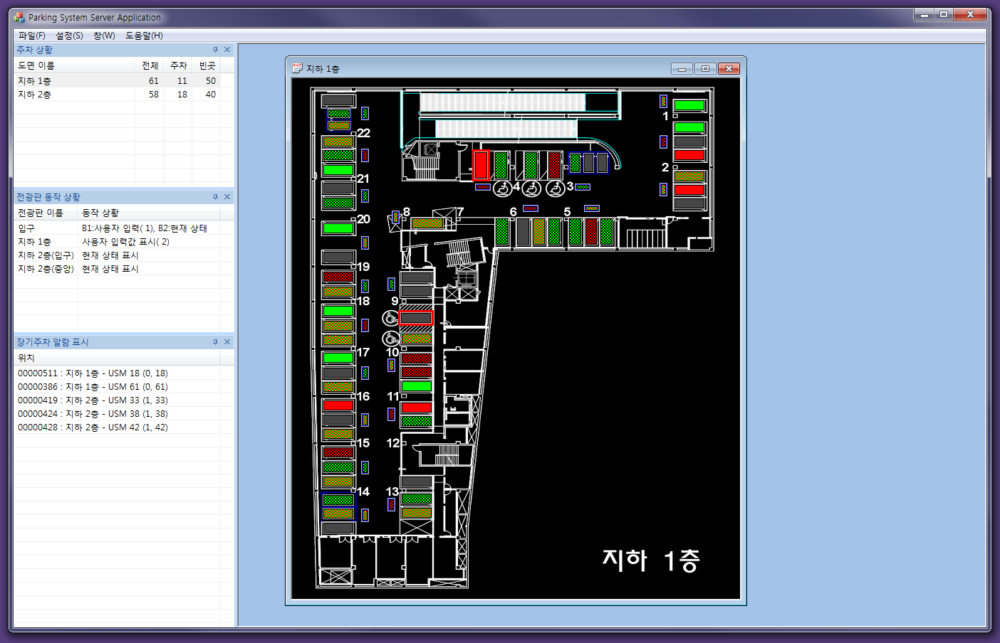 Parking System Server Application
파일(F) 설정(S) 창(W) 도움말(H)
주차 상황
도면 이름 전체 주차 빈곳
지하 1층 61 11 50
지하 2층 58 18 40
전광판 동작 상황
전광판 이름 동작 상황
입구 B1:사용자 입력( 1), B2:현재 상태
지하 1층 사용자 입력값 표시( 2)
지하 2층(입구) 현재 상태 표시
지하 2층(중앙) 현재 상태 표시
장기주차 알람 표시
위치
00000511 : 지하 1층 - USM 18 (0, 18)
00000386 : 지하 1층 - USM 61 (0, 61)
00000419 : 지하 2층 - USM 33 (1, 33)
00000424 : 지하 2층 - USM 38 (1, 38)
00000428 : 지하 2층 - USM 42 (1, 42)
DOC
지하 1층
1
22
2
21
4 3
20 8 7 6 5
19
18 9
17 10
16 11
15 12
14 13
지하 1층